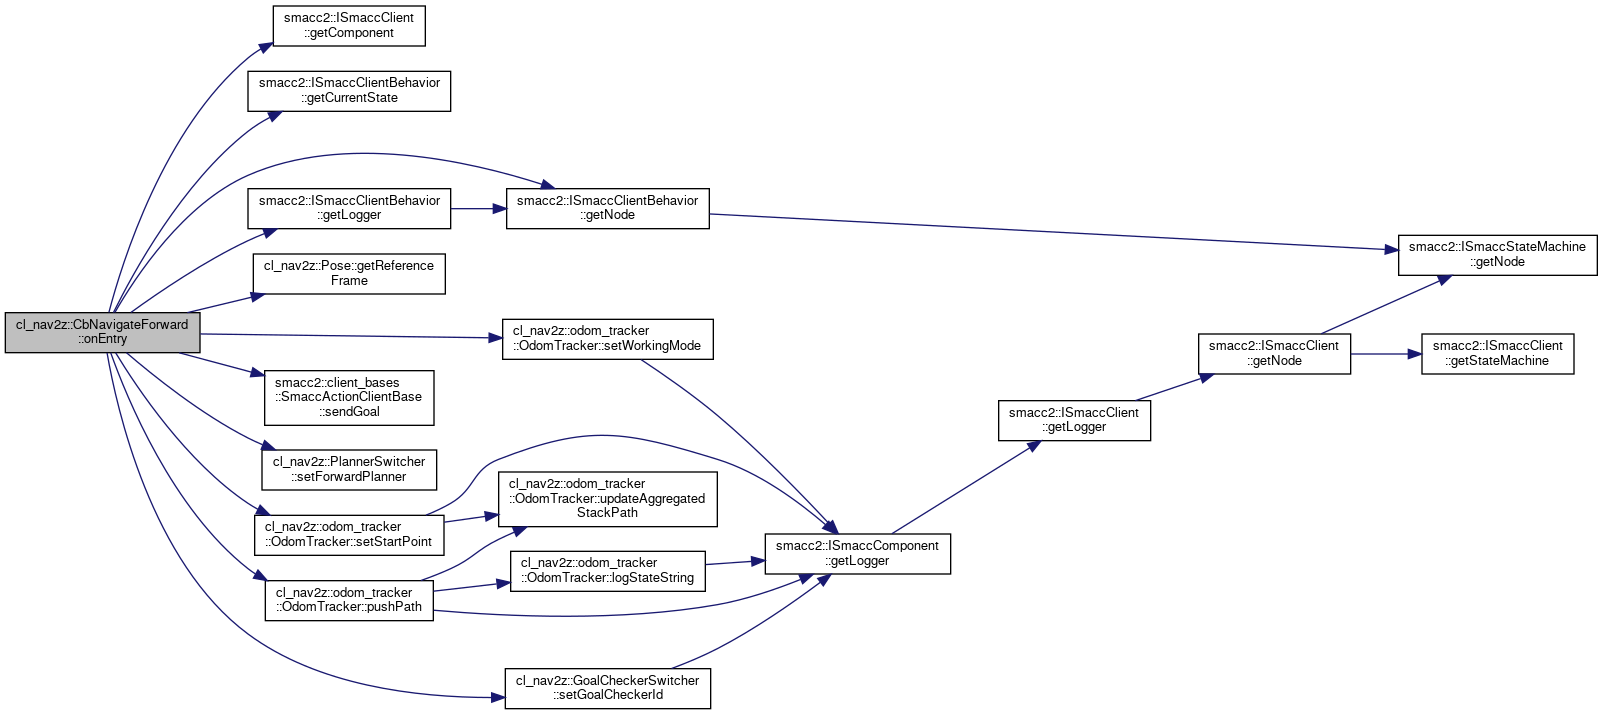 smacc2::ISmaccClient
::getComponent
smacc2::ISmaccClientBehavior
::getCurrentState
smacc2::ISmaccClientBehavior
::getLogger
smacc2::ISmaccClientBehavior
::getNode
smacc2::ISmaccStateMachine
::getNode
cl_nav2z::Pose::getReference
Frame
cl_nav2z::CbNavigateForward
::onEntry
cl_nav2z::odom_tracker
::OdomTracker::setWorkingMode
smacc2::ISmaccClient
::getNode
smacc2::ISmaccClient
::getStateMachine
smacc2::client_bases
::SmaccActionClientBase
::sendGoal
smacc2::ISmaccClient
::getLogger
cl_nav2z::PlannerSwitcher
::setForwardPlanner
cl_nav2z::odom_tracker
::OdomTracker::updateAggregated
StackPath
cl_nav2z::odom_tracker
::OdomTracker::setStartPoint
smacc2::ISmaccComponent
::getLogger
cl_nav2z::odom_tracker
::OdomTracker::logStateString
cl_nav2z::odom_tracker
::OdomTracker::pushPath
cl_nav2z::GoalCheckerSwitcher
::setGoalCheckerId